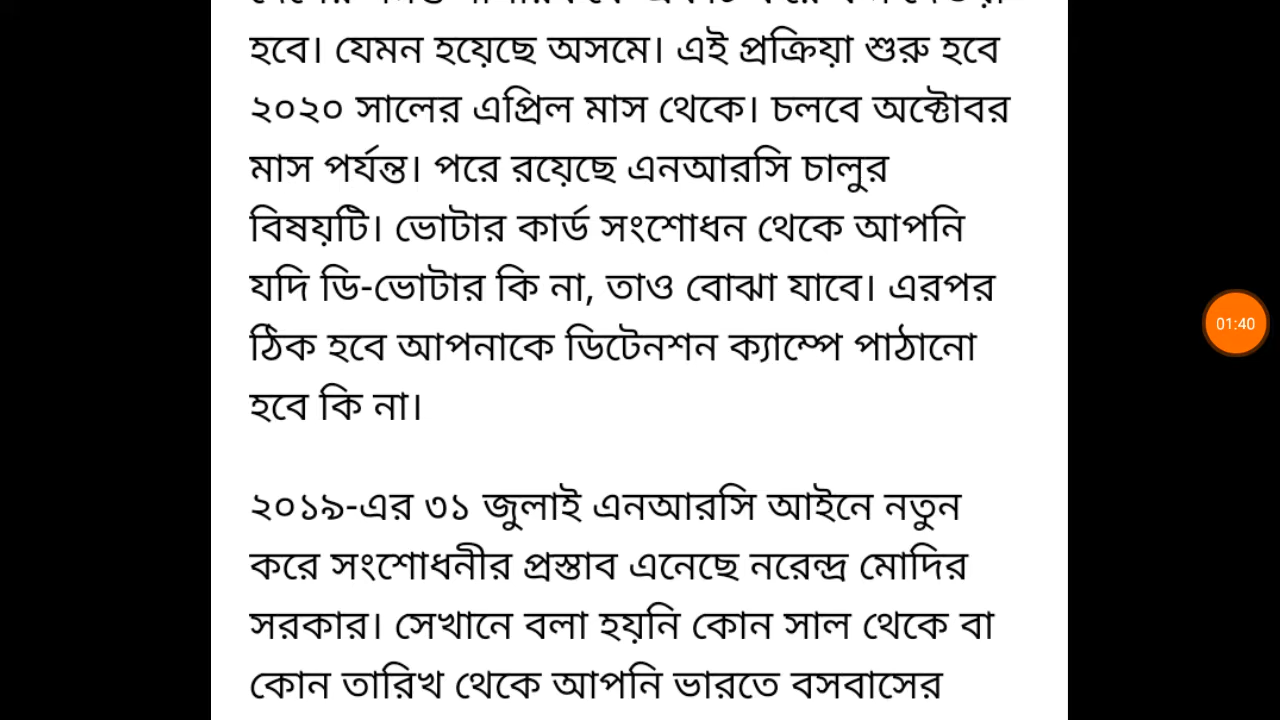 হবে। যেমন হয়েছে অসমে। এই প্রক্রিয়া শুরু হবে
২০২০ সালের এপ্রিল মাস থেকে। চলবে অক্টোবর
মাস পর্যন্ত। পরে রয়েছে এনআরসি চালুর
বিষয়টি। ভোটার কার্ড সংশোধন থেকে আপনি
যদি ডি-ভোটার কি না, তাও বোঝা যাবে। এরপর
ঠিক হবে আপনাকে ডিটেনশন ক্যাম্পে পাঠানো
হবে কি না।
২০১৯-এর ৩১ জুলাই এনআরসি আইনে নতুন
করে সংশোধনীর প্রস্তাব এনেছে নরেন্দ্র মোদির
সরকার। সেখানে বলা হয়নি কোন সাল থেকে বা
কোন তারিখ থেকে আপনি ভারতে বসবাসের
01:40